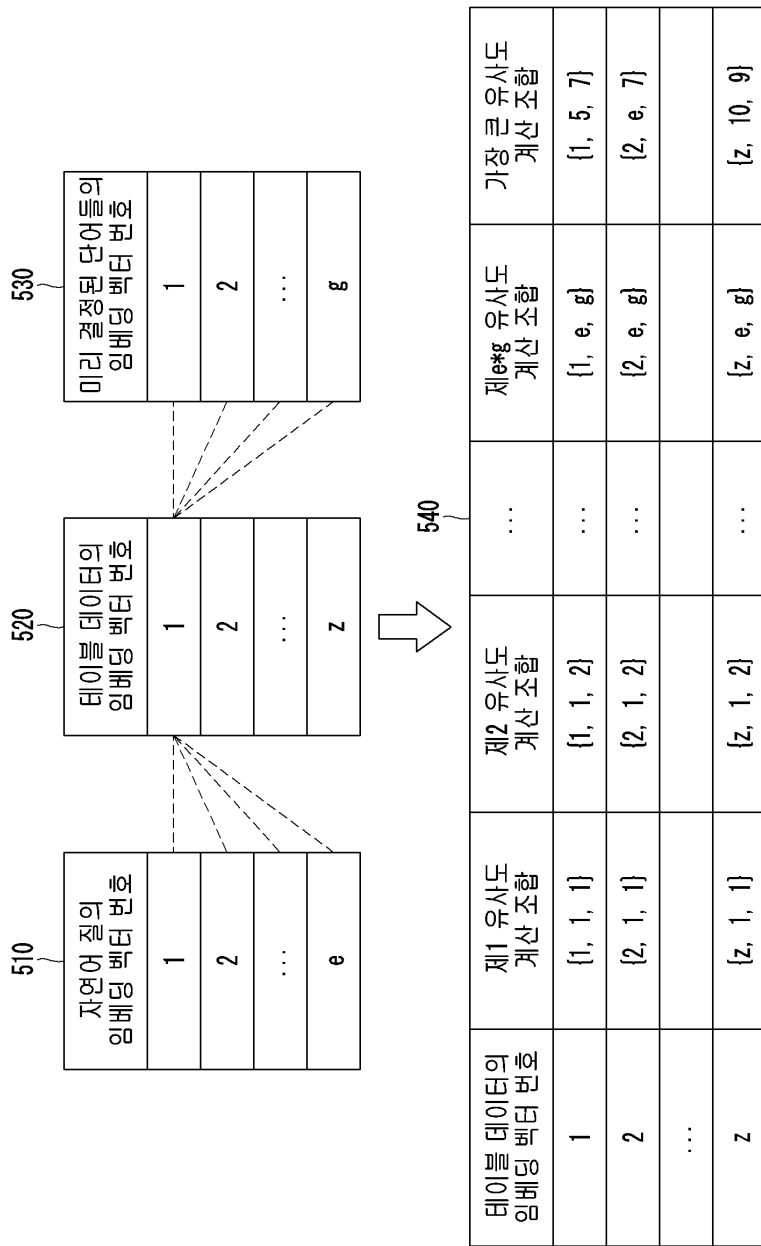 510
자연어 질의
임베딩 벡터 번호
1
2
...
e
520
테이블 데이터의
임베딩 벡터 번호
1
2
...
z
530
미리 결정된 단어들의
임베딩 벡터 번호
1
2
...
g
540
테이블 데이터의
임베딩 벡터 번호
제1 유사도
계산 조합
제2 유사도
계산 조합
...
제e*g 유사도
계산 조합
가장 큰 유사도
계산 조합
1
{1, 1, 1}
{1, 1, 2}
...
{1, e, g}
{1, 5, 7}
2
{2, 1, 1}
{2, 1, 2}
...
{2, e, g}
{2, e, 7}
...
z
{z, 1, 1}
{z, 1, 2}
...
{z, e, g}
{z, 10, 9}